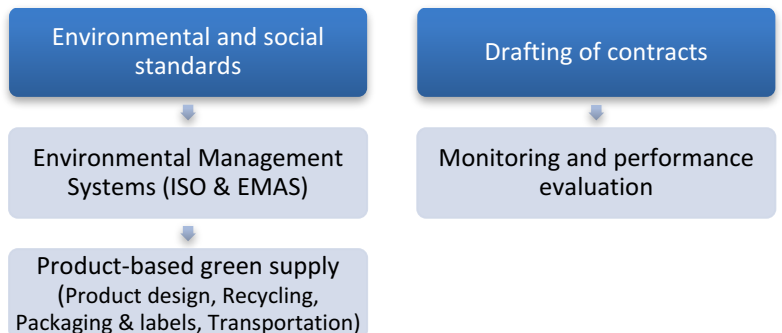 Environmental and social
standards
Environmental Management
Systems (ISO & EMAS)
Product-based green supply
(Product design, Recycling,
Packaging & labels, Transportation)
Drafting of contracts
Monitoring and performance
evaluation